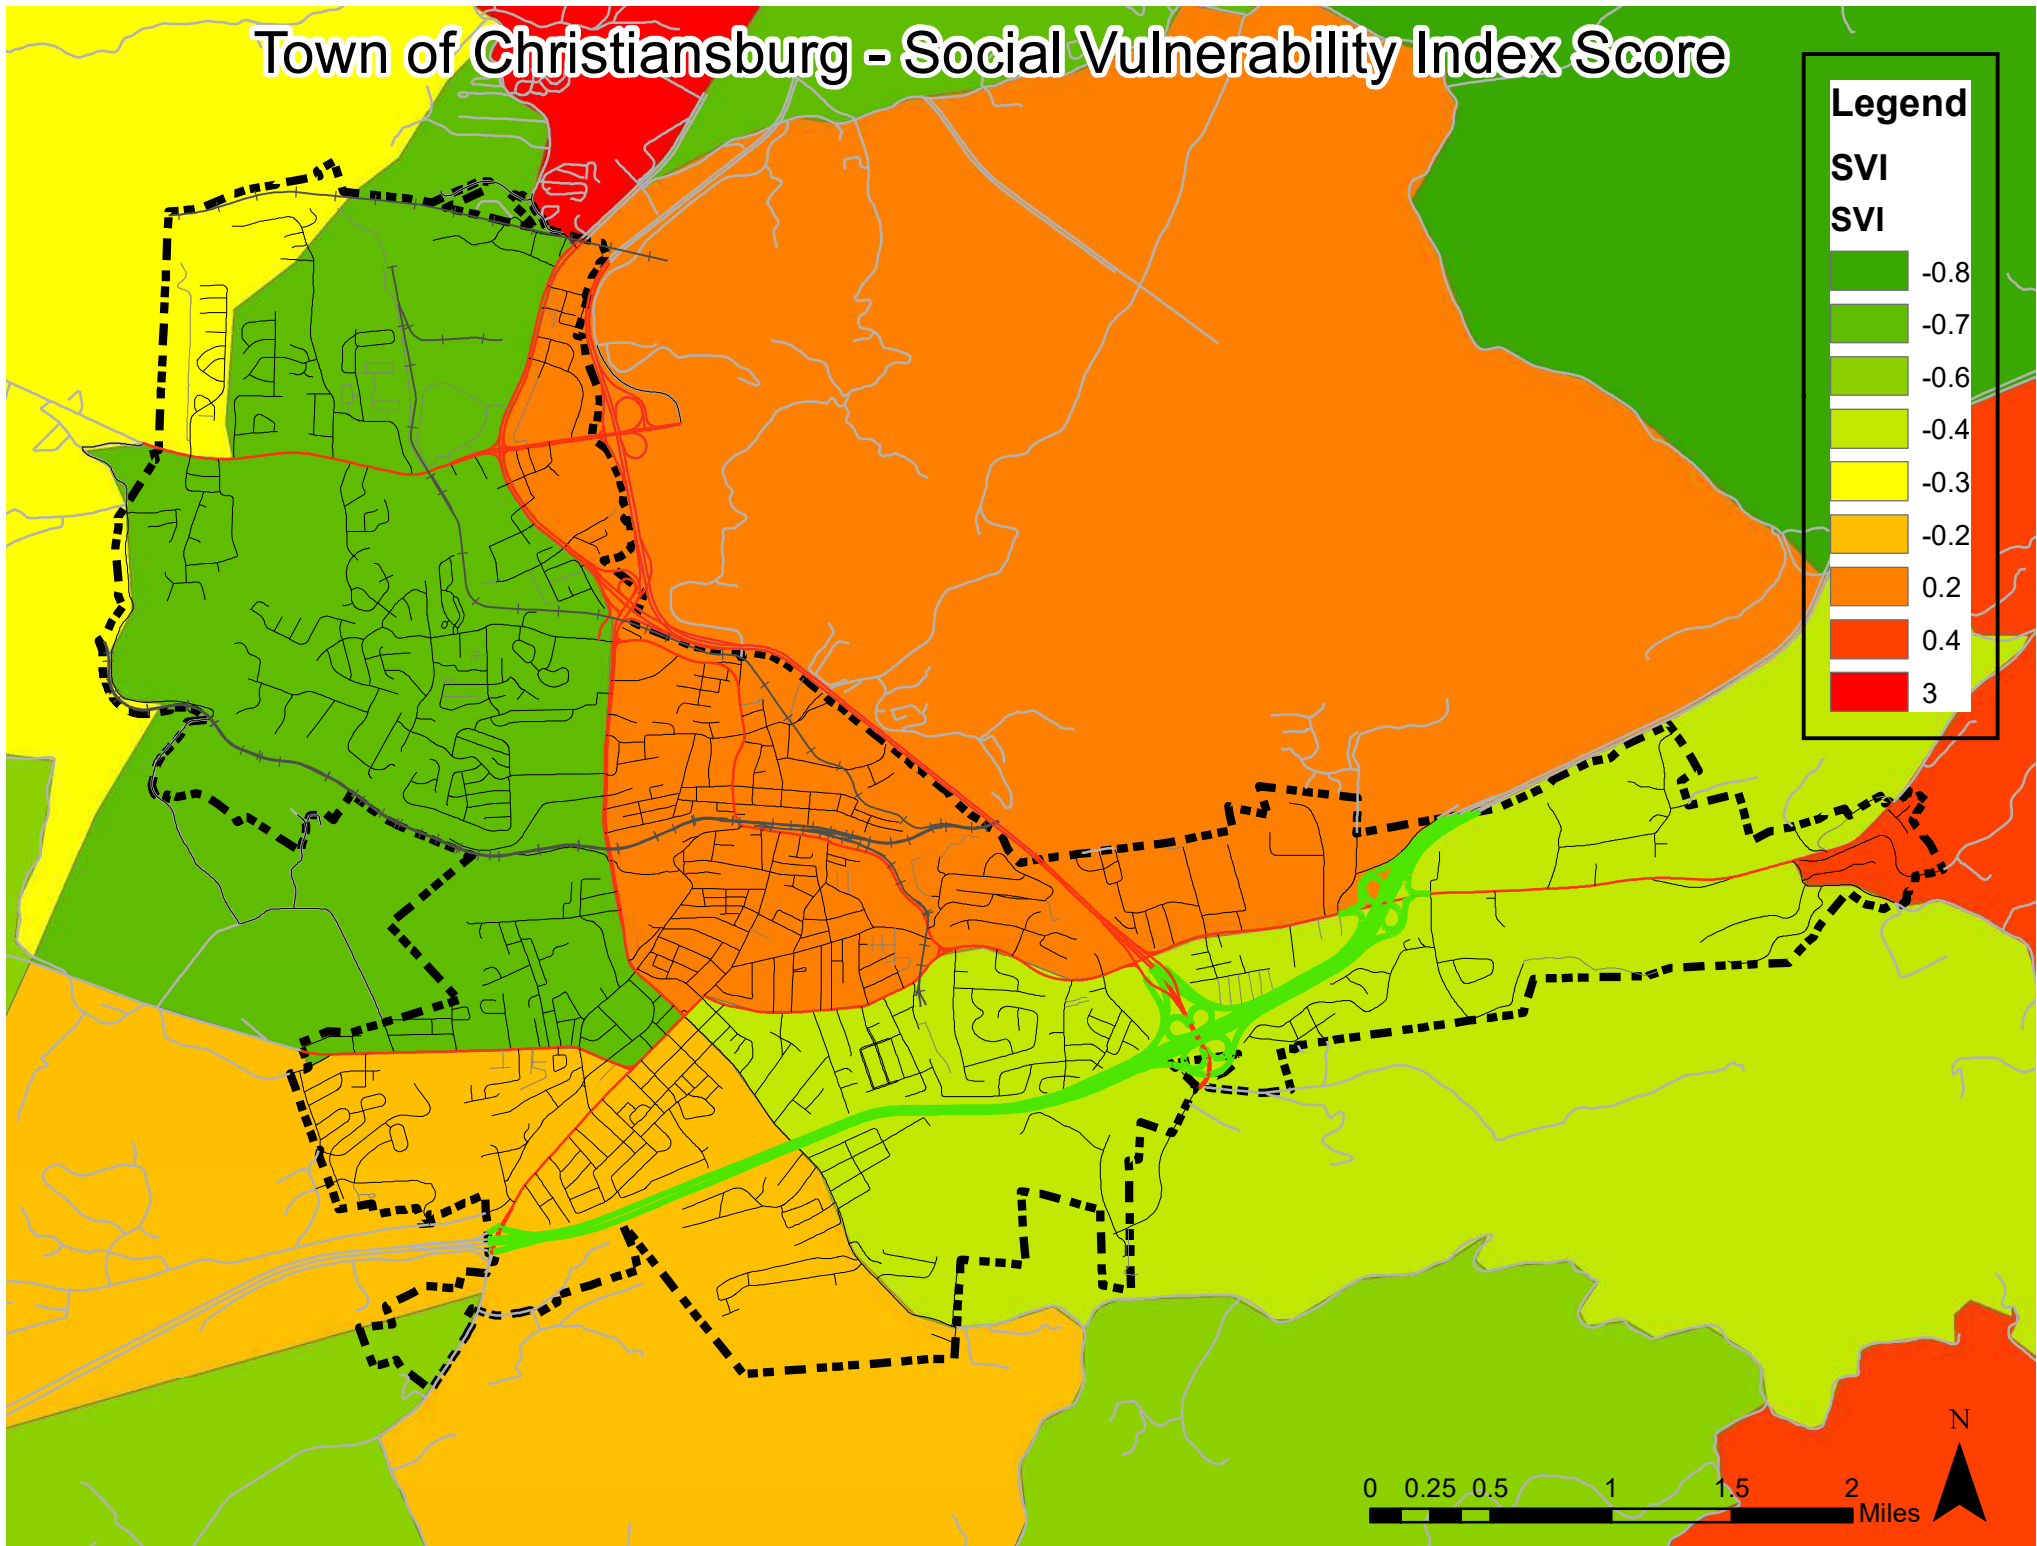 Town of Christiansburg - Social Vulnerability Index Score
Legend
SVI
SVI
-0.8
-0.7
-0.6
-0.4
-0.3
-0.2
0.2
0.4
3
N
0 0.25 0.5 1 1.5 2
Miles